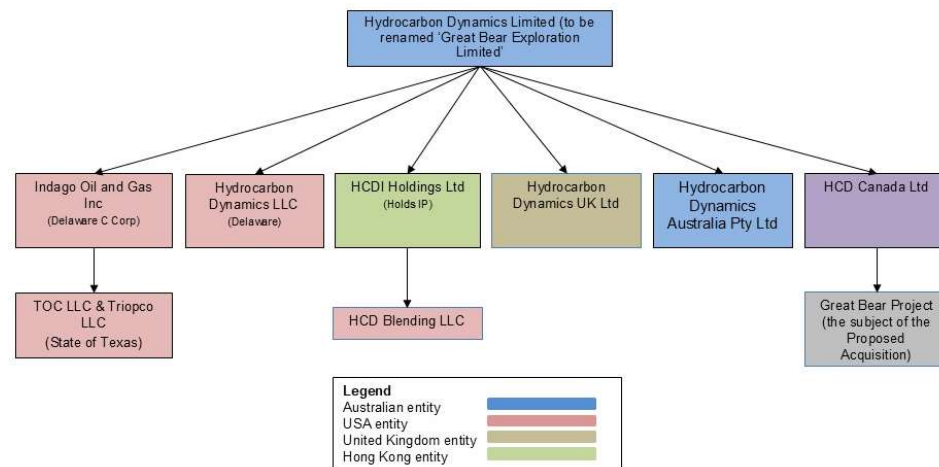 Hydrocarbon Dynamics Limited (to be
renamed ‘Great Bear Exploration
Limited’
Indago Oil and Gas
Inc
(Delaware C Corp)
Hydrocarbon
Dynamics LLC
(Delaware)
HCDI Holdings Ltd
(Holds IP)
Hydrocarbon
Dynamics UK Ltd
Hydrocarbon
Dynamics
Australia Pty Ltd
HCD Canada Ltd
TOC LLC & Triopco
LLC
(State of Texas)
HCD Blending LLC
Great Bear Project
(the subject of the
Proposed
Acquisition)
Legend
Australian entity
USA entity
United Kingdom entity
Hong Kong entity